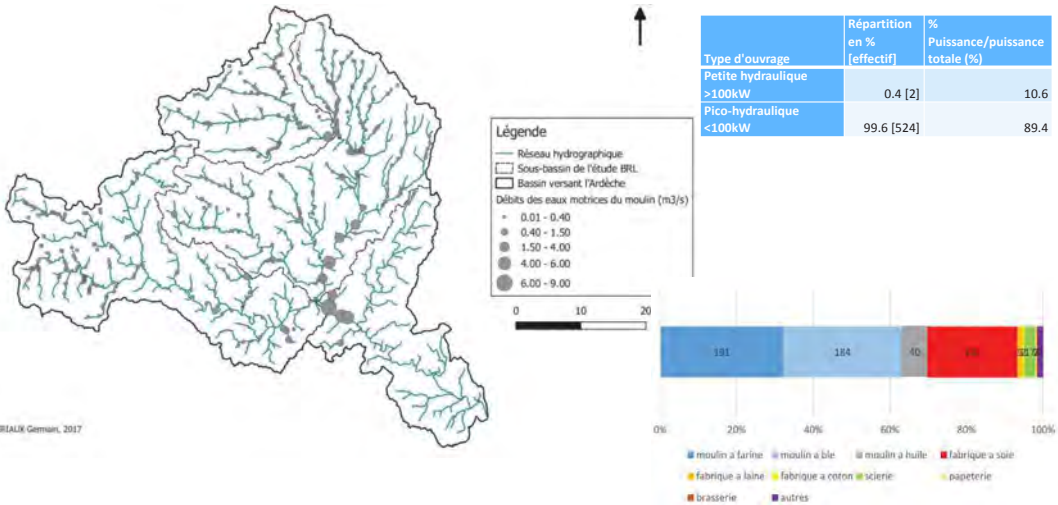 Type d'ouvrage
Répartition
en %
[effectif]
%
Puissance/puissance
totale (%)
Petite hydraulique
>100kW
0.4 [2]
10.6
Pico-hydraulique
<100kW
99.6 [524]
89.4
Légende
Réseau hydrographique
Sous-bassin de l'étude BRL
Bassin versant l'Ardèche
Débits des eaux motrices du moulin (m3/s)
0.01 - 0.40
0.40 - 1.50
1.50 - 4.00
4.00 - 6.00
6.00 - 9.00
0 10 20
RIAUX Germain, 2017
191 184 40
0% 20% 40% 60% 80% 100%
moulin a farine moulin a ble moulin a huile fabrique a soie
fabrique a laine fabrique a coton scierie papeterie
brasserie autres